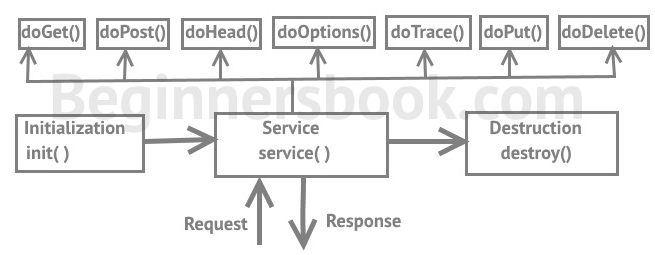 doGet() doPost() doHead() doOptions() doTrace() doPut() doDelete()
Beginnersbook.com
Initialization
init( )
Service
service( )
Destruction
destroy()
Request
Response